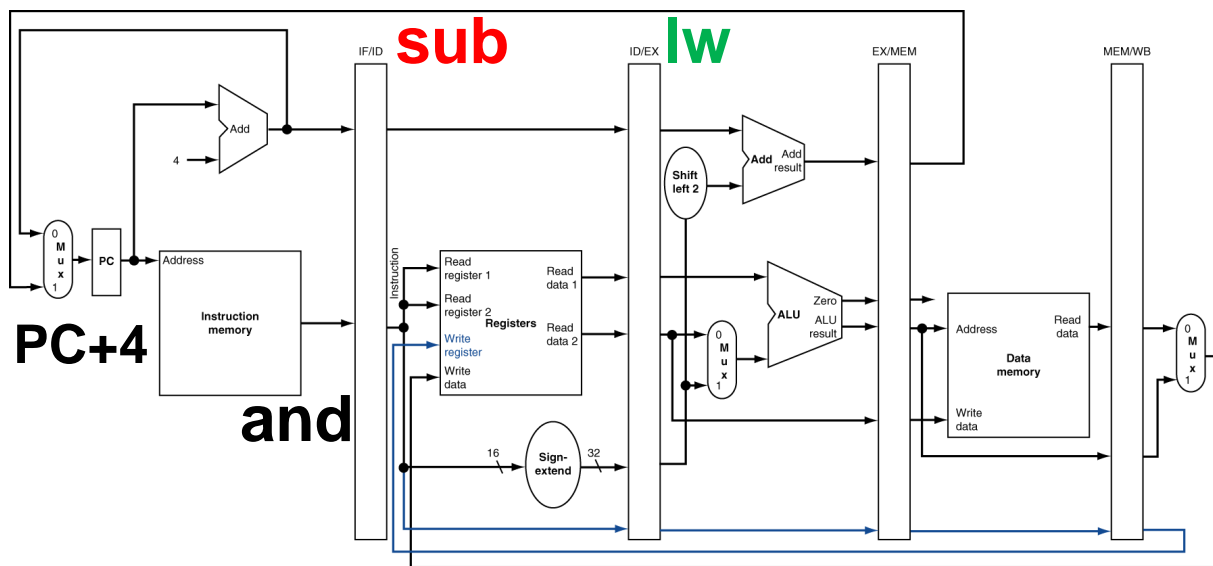 sub
lw
IF/ID
ID/EX
EX/MEM
MEM/WB
Add
4
Add
Add
result
Shift
left 2
0
M
u
x
1
PC
Address
Instruction
memory
Instruction
Read
register 1
Read
register 2
Write
register
Write
data
Registers
Read
data 1
Read
data 2
0
M
u
x
1
Zero
ALU
ALU
result
Address
Read
data
Data
memory
Write
data
0
M
u
x
1
PC+4
and
16
Sign-
extend
32